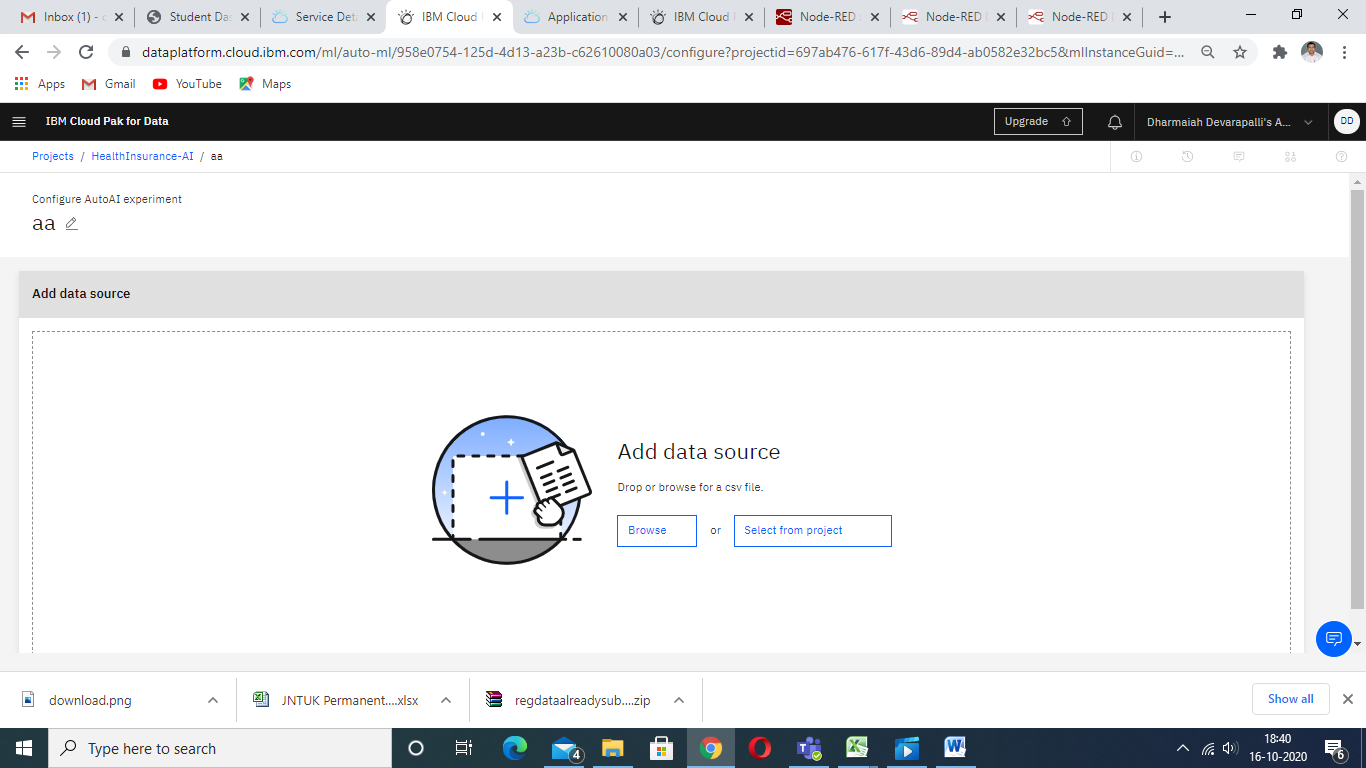 Inbox (1) - d
Student Das
Service Deta
IBM Cloud P
Application
IBM Cloud P
Node-RED :
Node-RED
Node-RED
dataplatform.cloud.ibm.com/ml/auto-ml/958e0754-125d-4d13-a23b-c62610080a03/configure?projectid=697ab476-617f-43d6-89d4-ab0582e32bc5&mlInstanceGuid=...
Apps
Gmail
YouTube
Maps
IBM Cloud Pak for Data
Upgrade
Dharmaiah Devarapalli's A...
DD
Projects / HealthInsurance-AI / aa
Configure AutoAI experiment
aa
Add data source
Add data source
Drop or browse for a csv file.
Browse
or
Select from project
download.png
JNTUK Permanent....xlsx
regdataalreadysub....zip
Show all
Type here to search
4
18:40
16-10-2020
6